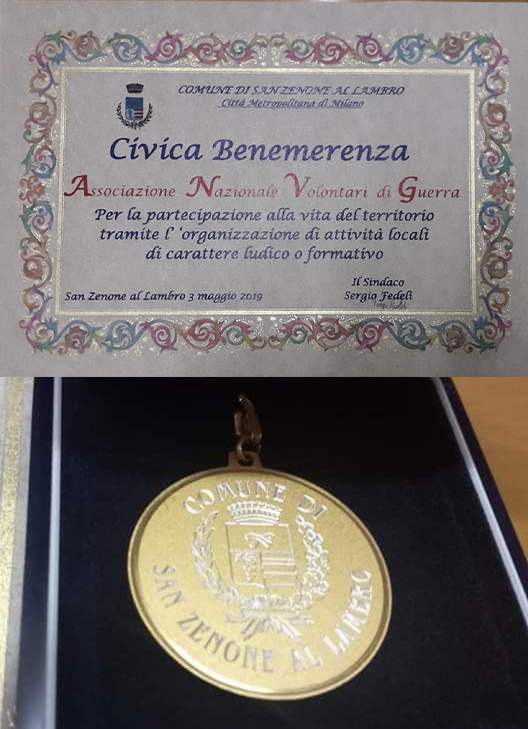 COMUNE DI SAN ZENONE AL LAMBRO
Città Metropolitana di Milano
Civica Benemerenza
Associazione Nazionale Volontari di Guerra
Per la partecipazione alla vita del territorio
tramite l'organizzazione di attività locali
di carattere ludico o formativo
Il Sindaco
San Zenone al Lambro 3 maggio 2019
Sergio Fedeli
COMUNE DI
SAN ZENONE AL LAMBRO